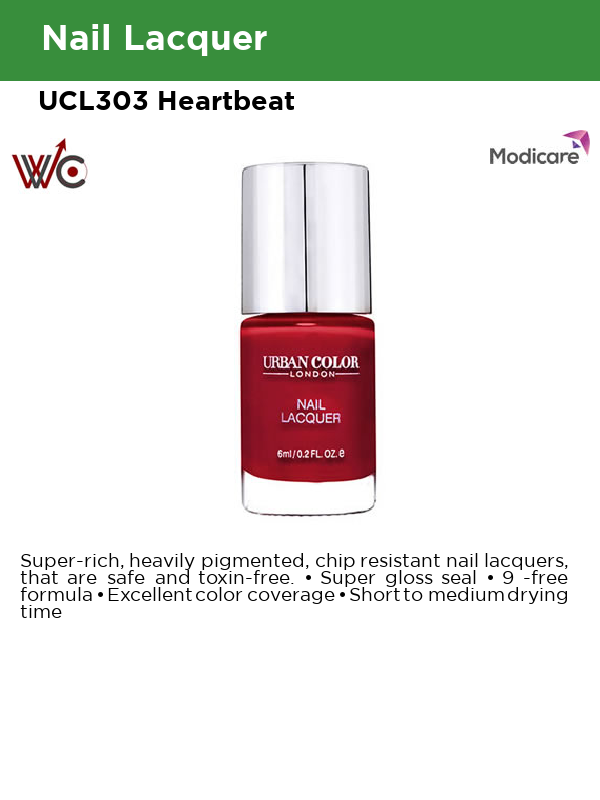 Nail Lacquer
UCL303 Heartbeat
WC
Modicare
URBAN COLOR
LONDON
NAIL
LACQUER
6ml/0.2 FL. OZ. e
Super-rich, heavily pigmented, chip resistant nail lacquers,
that are safe and toxin-free. • Super gloss seal • 9 -free
formula • Excellent color coverage • Short to medium drying
time